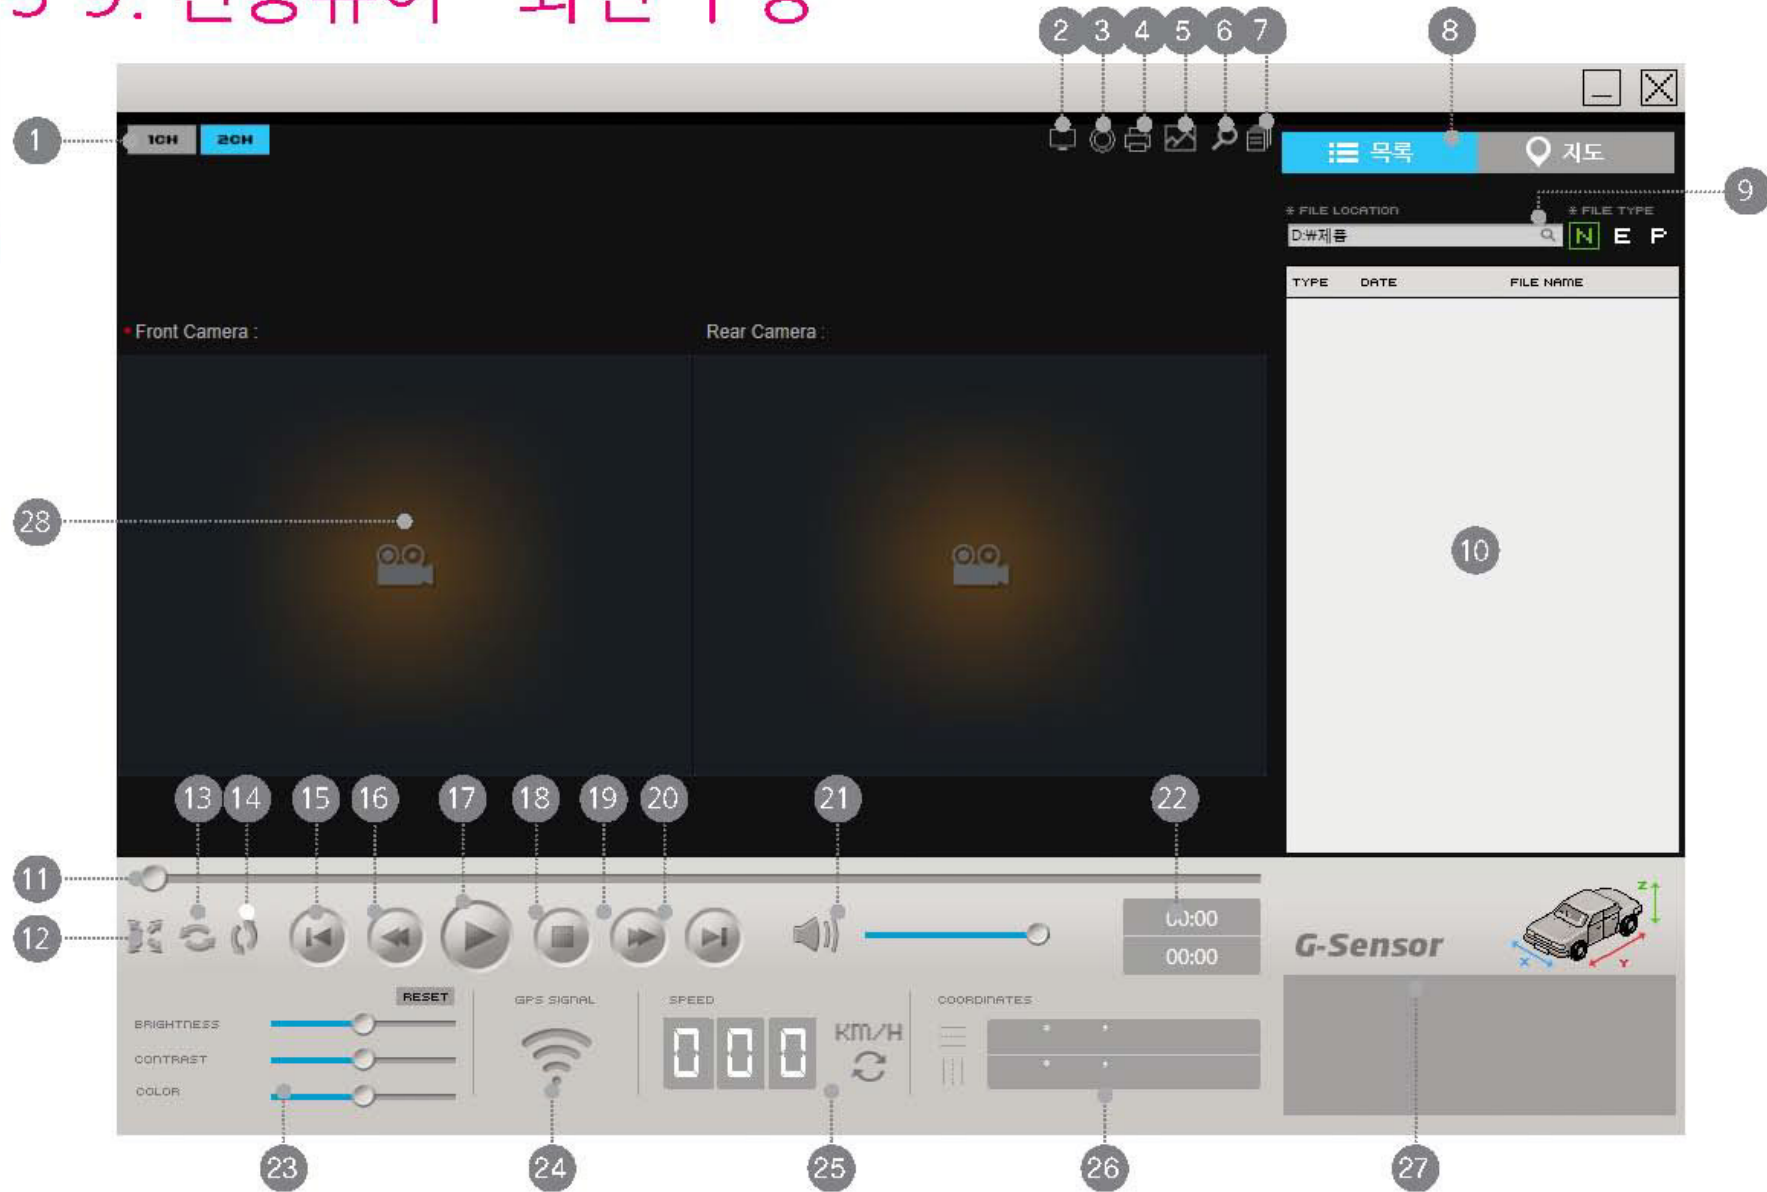 2 3 4 5 6 7 8
1 1CH 2CH 목록 지도
9
* FILE LOCATION * FILE TYPE
D:₩제품 N E P
TYPE DATE FILE NAME
Front Camera : Rear Camera :
28
10
13 14 15 16 17 18 19 20 21 22
11
Z
12 00:00
G-Sensor
00:00 X Y
RESET GPS SIGNAL SPEED COORDINATES
BRIGHTNESS KM/H
CONTRAST 000
COLOR
23 24 25 26 27